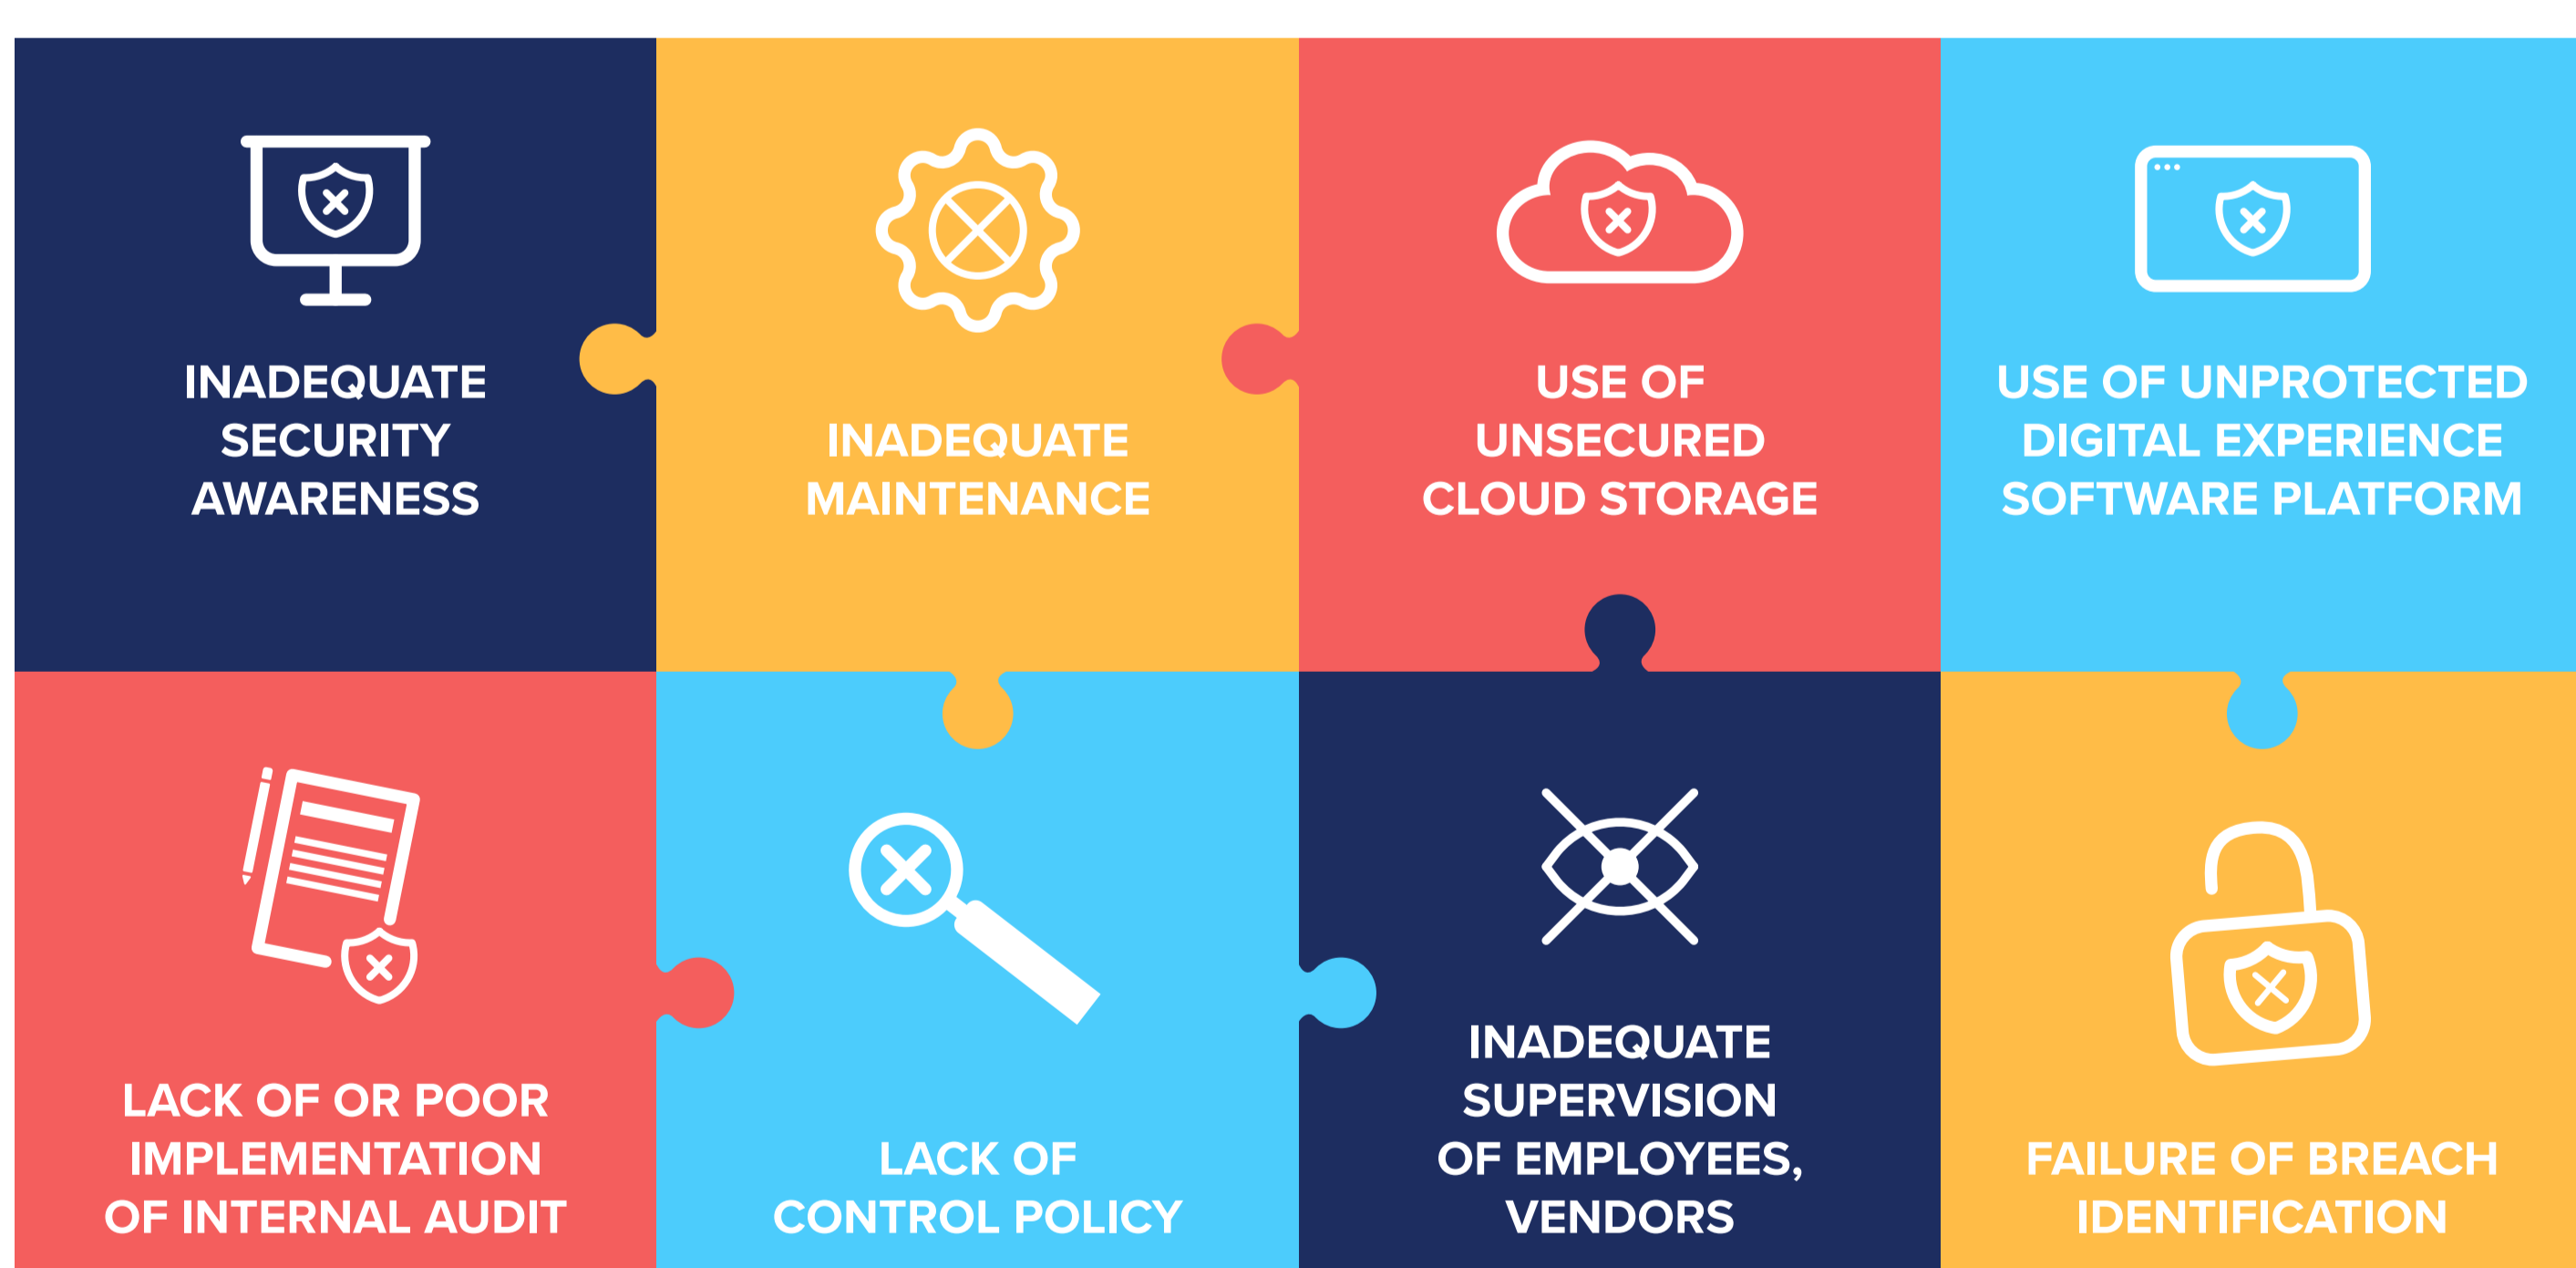 INADEQUATE
SECURITY
AWARENESS
INADEQUATE
MAINTENANCE
USE OF
UNSECURED
CLOUD STORAGE
USE OF UNPROTECTED
DIGITAL EXPERIENCE
SOFTWARE PLATFORM
LACK OF OR POOR
IMPLEMENTATION
OF INTERNAL AUDIT
LACK OF
CONTROL POLICY
INADEQUATE
SUPERVISION
OF EMPLOYEES,
VENDORS
FAILURE OF BREACH
IDENTIFICATION